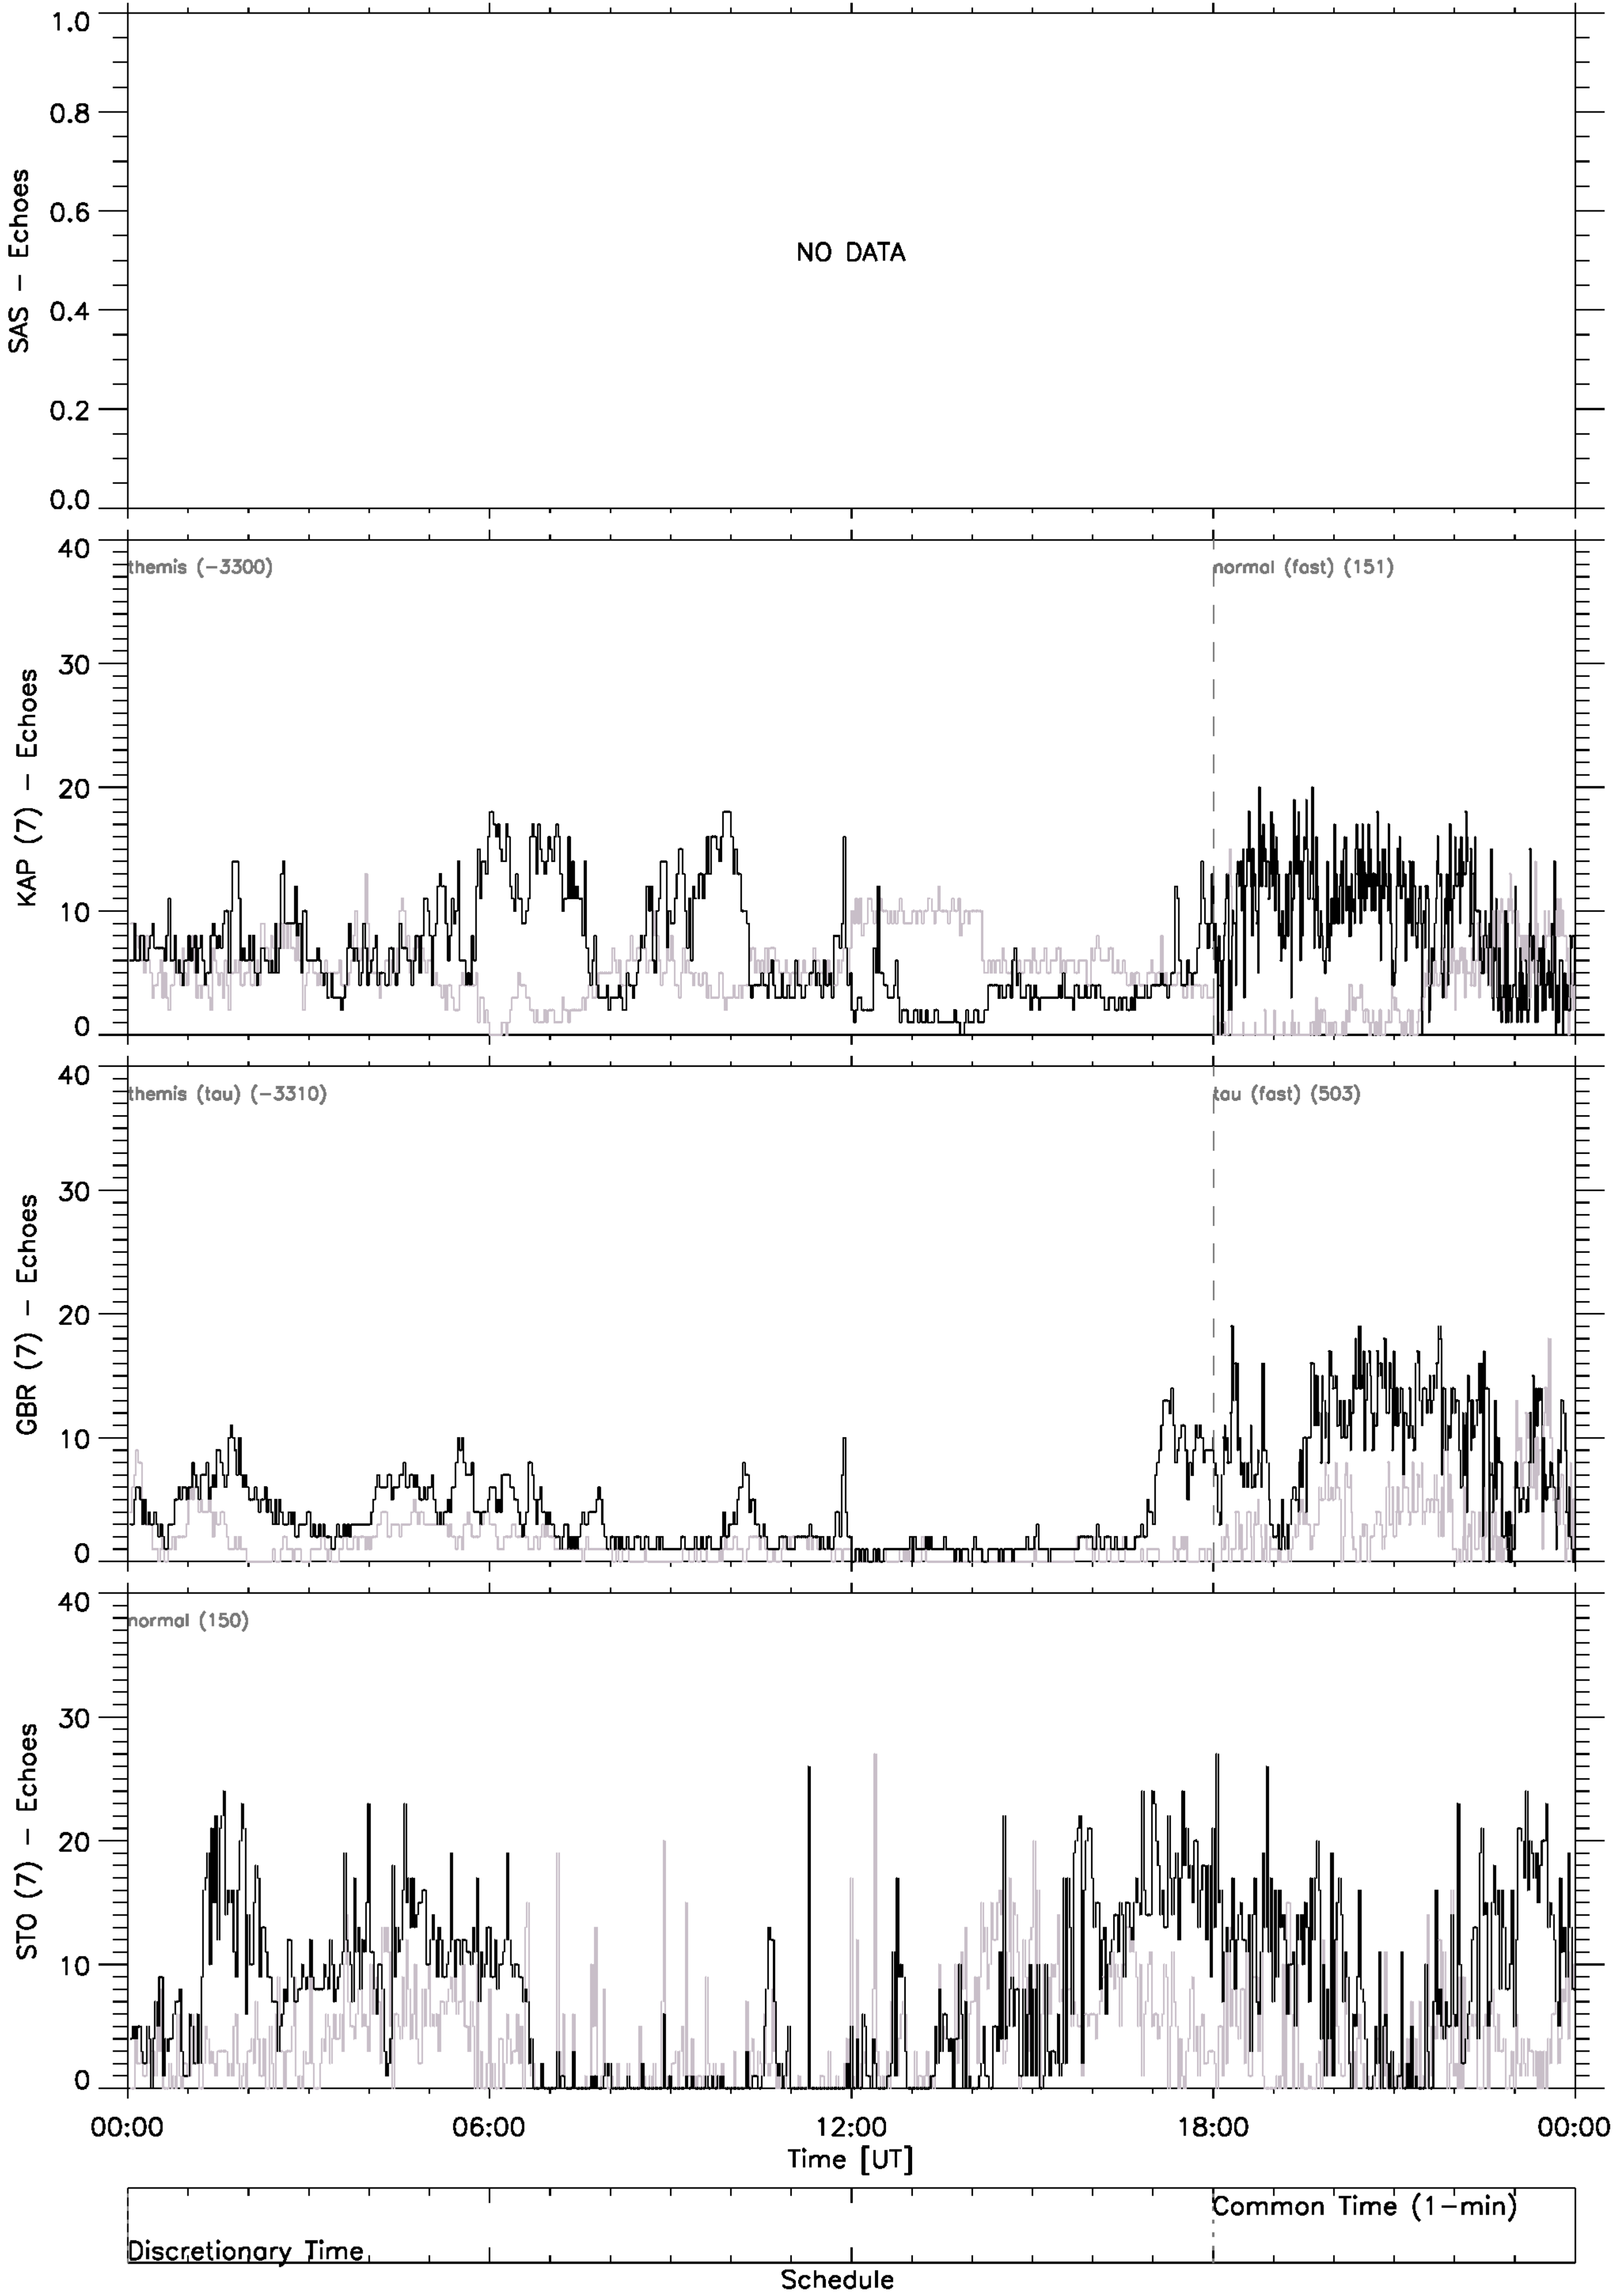 1.0
0.8
0.6
0.4
0.2
0.0
SAS - Echoes
NO DATA
40
30
20
10
0
KAP (7) - Echoes
themis (-3300)
normal (fast) (151)
40
30
20
10
0
GBR (7) - Echoes
themis (tau) (-3310)
tau (fast) (503)
40
30
20
10
0
STO (7) - Echoes
normal (150)
00:00
06:00
12:00
18:00
00:00
Time [UT]
Common Time (1-min)
Discretionary Time
Schedule